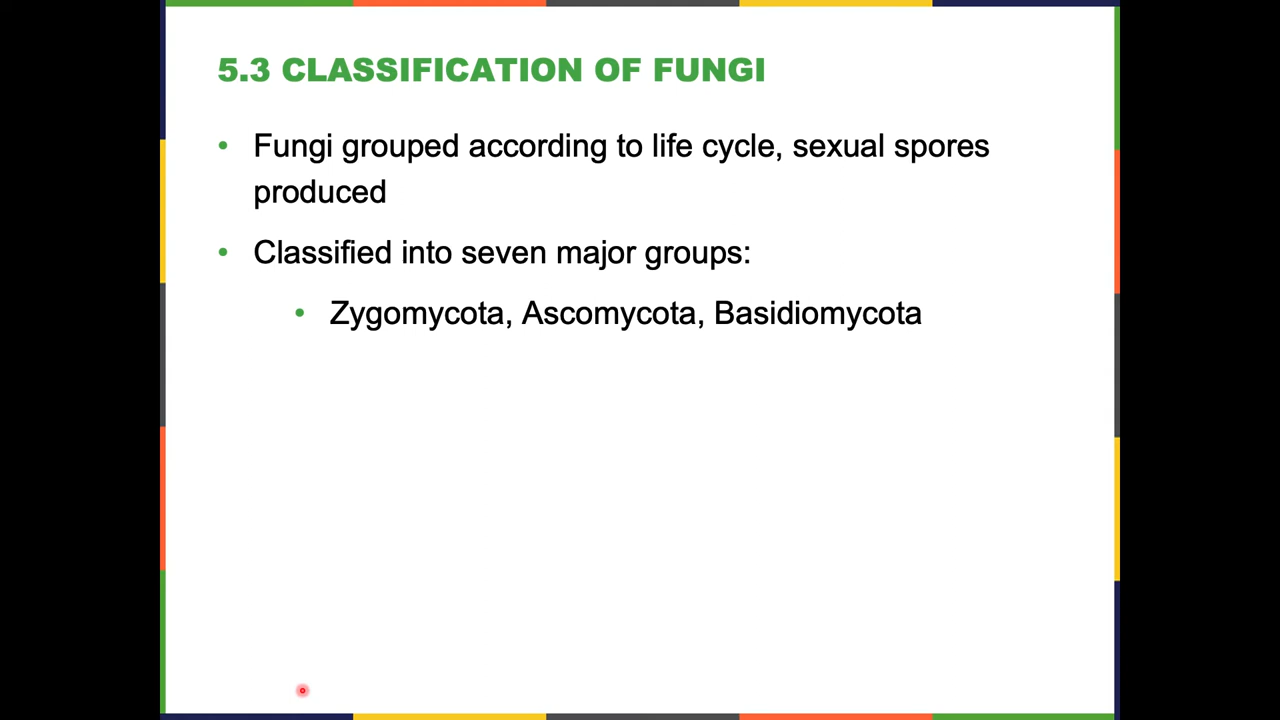 5.3 CLASSIFICATION OF FUNGI
• Fungi grouped according to life cycle, sexual spores
produced
• Classified into seven major groups:
• Zygomycota, Ascomycota, Basidiomycota